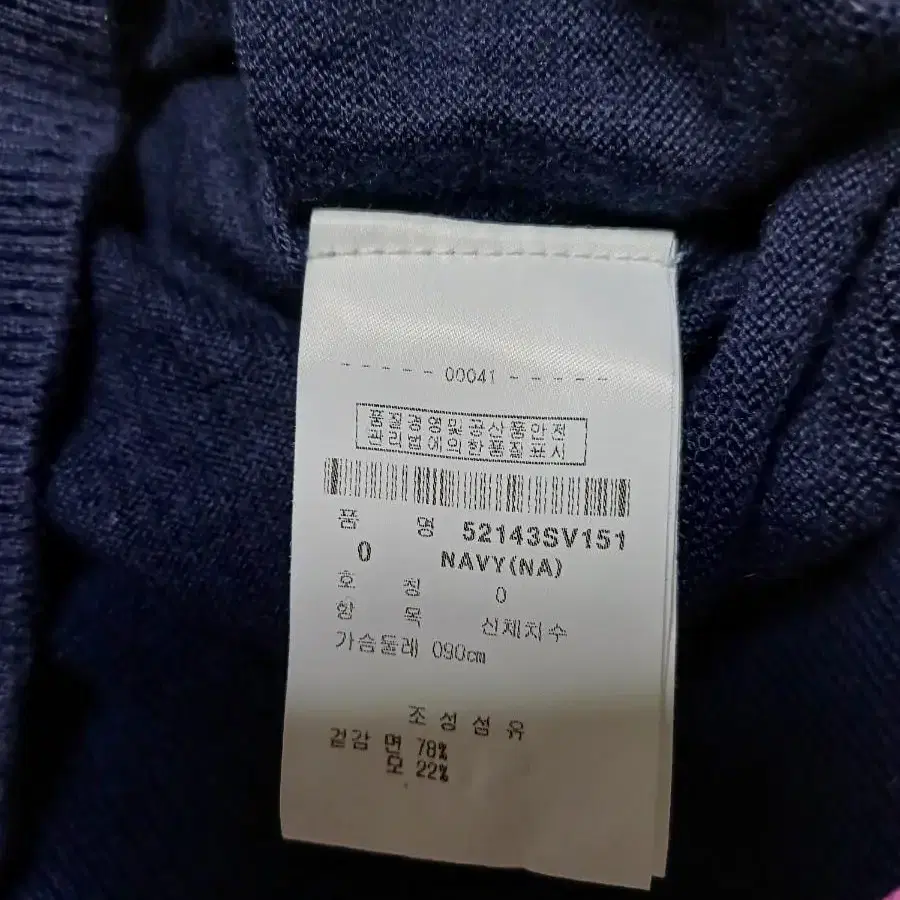 - - - - - 00041 - - - - -
품질경영및공산품안전
관리법에의한품질표시
품 명 52143SV151
0 NAVY(NA)
호 칭 0
항 목 신체치수
가슴둘레 090cm
조성섬유
겉감 면 78%
모 22%